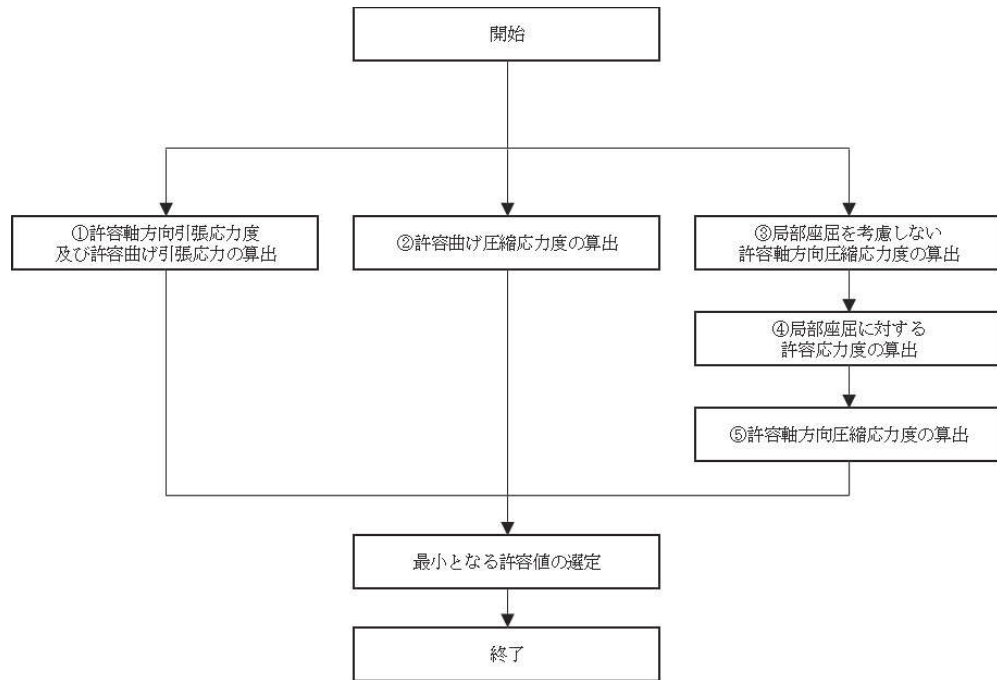 開始
①許容軸方向引張応力度
及び許容曲げ引張応力の算出
②許容曲げ圧縮応力度の算出
③局部座屈を考慮しない
許容軸方向圧縮応力度の算出
④局部座屈に対する
許容応力度の算出
⑤許容軸方向圧縮応力度の算出
最小となる許容値の選定
終了